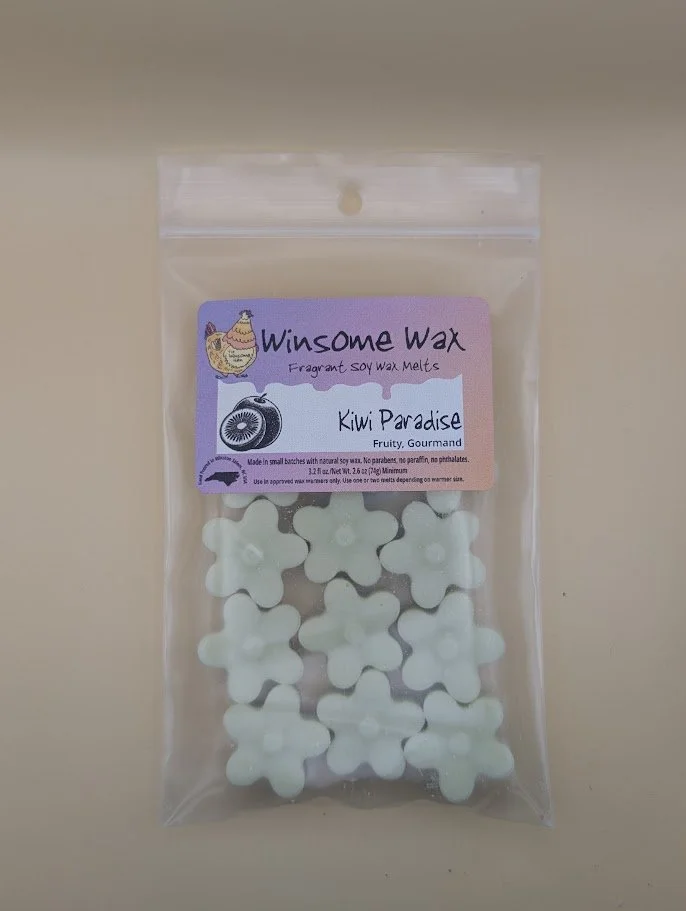 Winsome Wax
Fragrant Soy Wax Melts
Kiwi Paradise
Fruity, Gourmand
Made in small batches with natural soy wax. No parabens, no paraffin, no phthalates.
3.2 fl oz./Net Wt. 2.6 oz (74g) Minimum
Use in approved wax warmers only. Use one or two melts depending on warmer size.